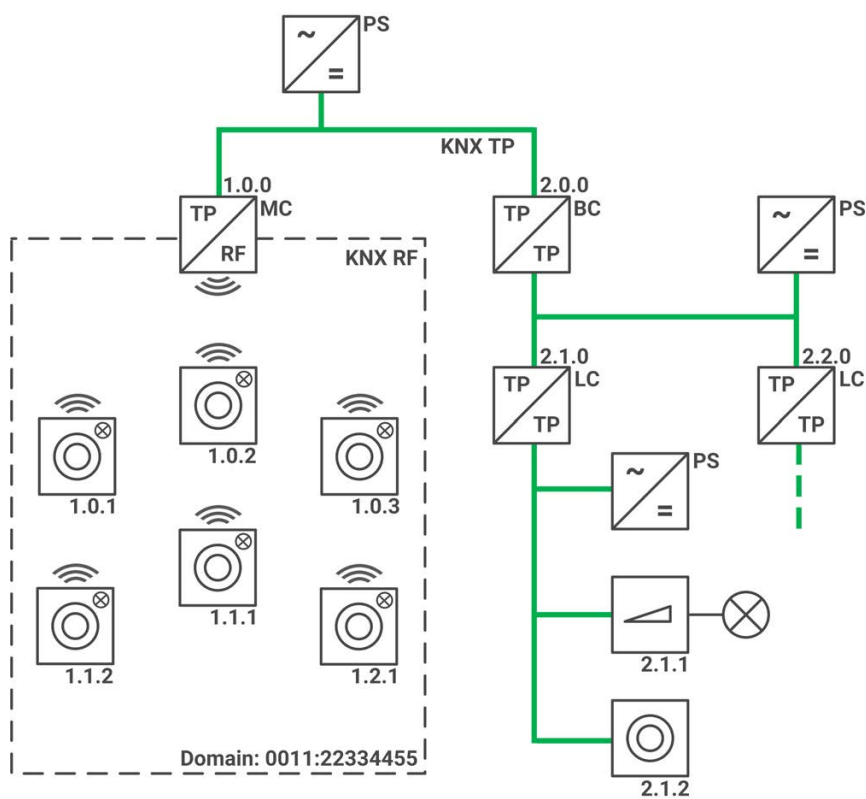 PS
~
=
KNX TP
1.0.0
MC
TP
RF
2.0.0
BC
TP
TP
PS
~
=
KNX RF
2.1.0
LC
TP
TP
2.2.0
LC
TP
TP
1.0.2
1.0.1
1.0.3
PS
~
=
1.1.1
1.1.2
1.2.1
2.1.1
Domain: 0011:22334455
2.1.2